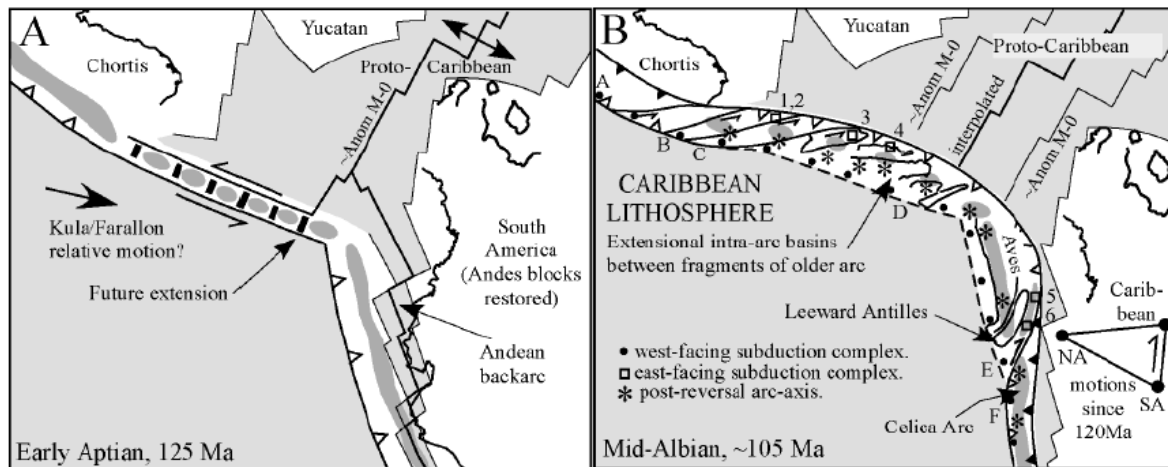 A
Yucatan
Chortis
Proto-
Caribbean
~Anom M-0
Kula/Farallon
relative motion?
Future extension
South
America
(Andes blocks
restored)
Andean
backarc
Early Aptian, 125 Ma
B
Yucatan
Proto-Caribbean
Chortis
~Anom M-0
interpolated
~Anom M-0
A
1,2
3
4
B
C
CARIBBEAN
LITHOSPHERE
D
Extensional intra-arc basins
between fragments of older arc
Aves
Leeward Antilles
5
6
Carib-
bean
NA
SA
motions
since
120Ma
west-facing subduction complex.
east-facing subduction complex.
post-reversal arc-axis.
E
F
Celica Arc
Mid-Albian, ~105 Ma